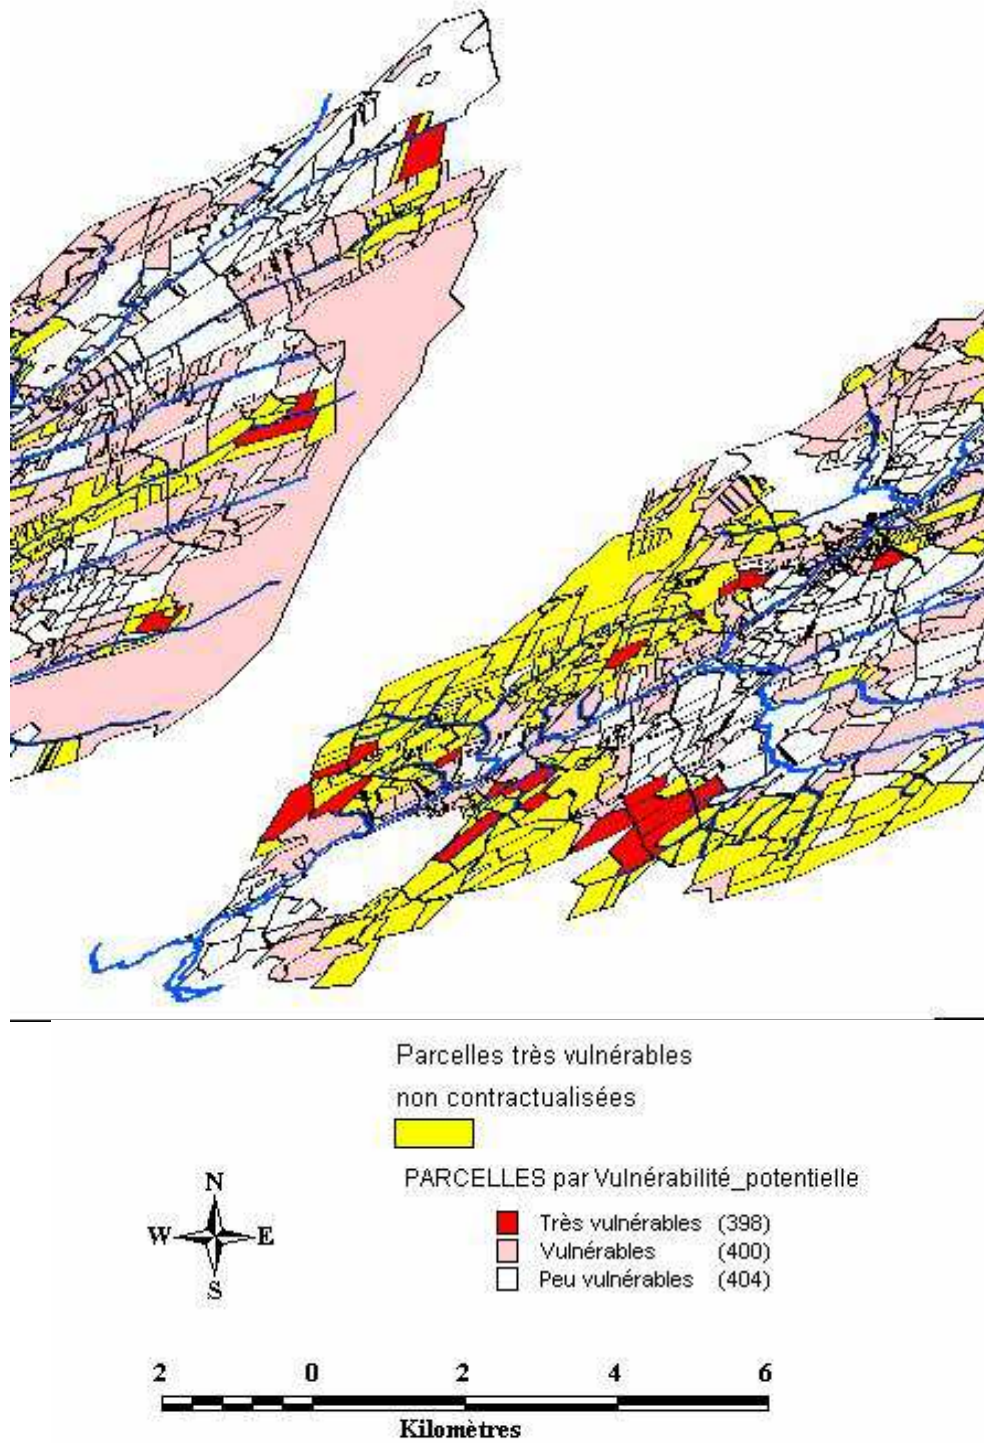 Parcelles très vulnérables
non contractualisées
PARCELLES par Vulnérabilité_potentielle
N
W E
S
Très vulnérables (398)
Vulnérables (400)
Peu vulnérables (404)
2 0 2 4 6
Kilomètres